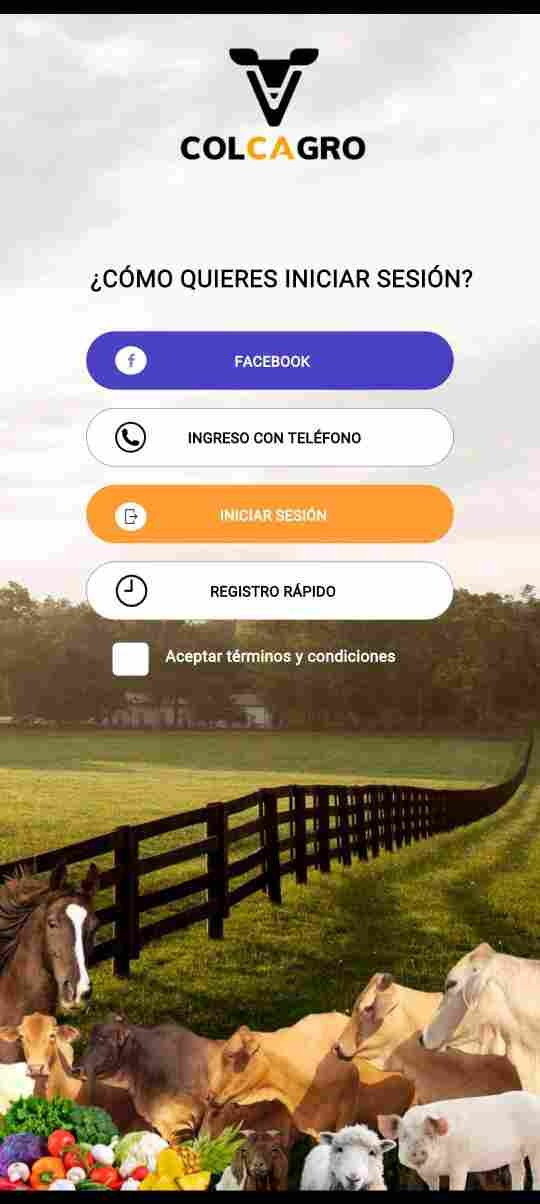 COLCAGRO
¿CÓMO QUIERES INICIAR SESIÓN?
FACEBOOK
INGRESO CON TELÉFONO
INICIAR SESIÓN
REGISTRO RÁPIDO
Aceptar términos y condiciones